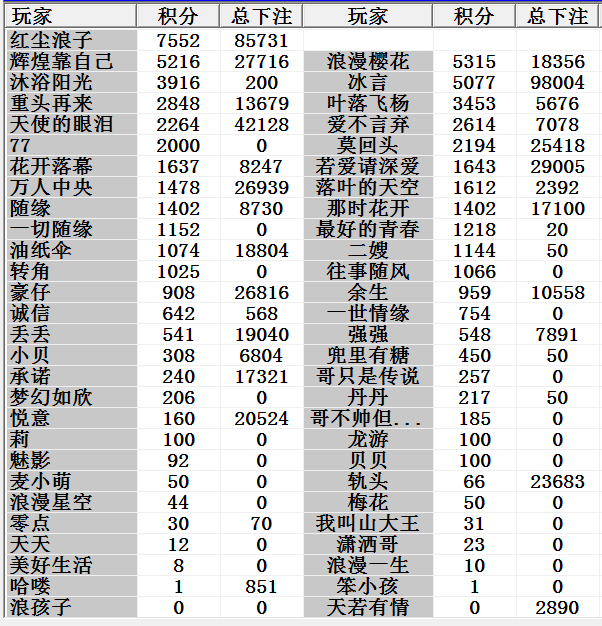 玩家 积分 总下注 玩家 积分 总下注
红尘浪子 7552 85731
辉煌靠自己 5216 27716 浪漫樱花 5315 18356
沐浴阳光 3916 200 冰言 5077 98004
重头再来 2848 13679 叶落飞杨 3453 5676
天使的眼泪 2264 42128 爱不言弃 2614 7078
77 2000 0 莫回头 2194 25418
花开落幕 1637 8247 若爱请深爱 1643 29005
万人中央 1478 26939 落叶的天空 1612 2392
随缘 1402 8730 那时花开 1402 17100
一切随缘 1152 0 最好的青春 1218 20
油纸伞 1074 18804 二嫂 1144 50
转角 1025 0 往事随风 1066 0
豪仔 908 26816 余生 959 10558
诚信 642 568 一世情缘 754 0
丢丢 541 19040 强强 548 7891
小贝 308 6804 兜里有糖 450 50
承诺 240 17321 哥只是传说 257 0
梦幻如欣 206 0 丹丹 217 50
悦意 160 20524 哥不帅但... 185 0
莉 100 0 龙游 100 0
魅影 92 0 贝贝 100 0
麦小萌 50 0 轨头 66 23683
浪漫星空 44 0 梅花 50 0
零点 30 70 我叫山大王 31 0
天天 12 0 潇洒哥 23 0
美好生活 8 0 浪漫一生 10 0
哈喽 1 851 笨小孩 1 0
浪孩子 0 0 天若有情 0 2890